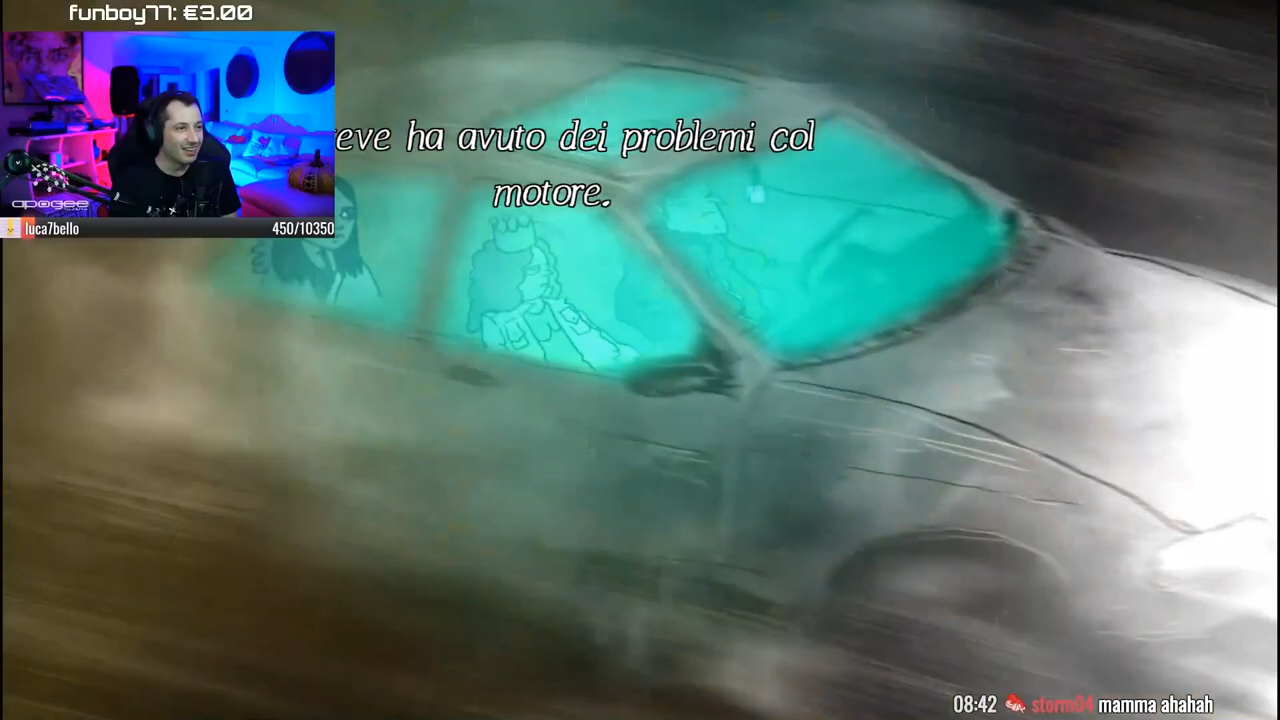 funboy77: €3.00
eve ha avuto dei problemi col
motore.
apogee
luca7bello 450/10350
08:42 storm04 mamma ahahah